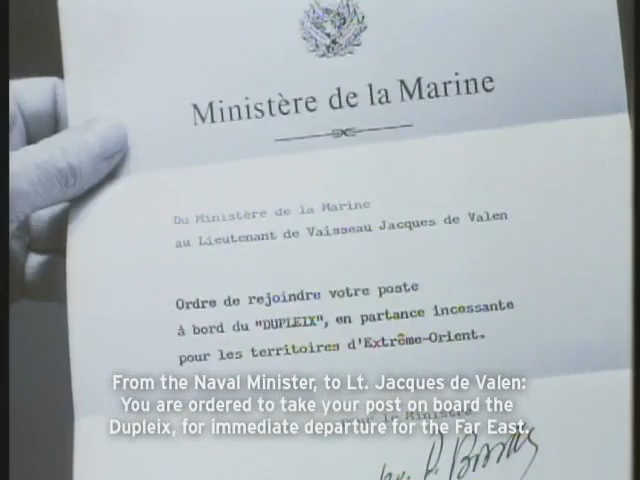 Ministère de la Marine
Du Ministère de la Marine
au Lieutenant de Vaisseau Jacques de Valen
Ordre de rejoindre votre poste
à bord du "DUPLEIX", en partance incessante
pour les territoires d'Extrôme-Orient.
From the Naval Minister, to Lt. Jacques de Valen:
You are ordered to take your post on board the
Dupleix, for immediate departure for the Far East.